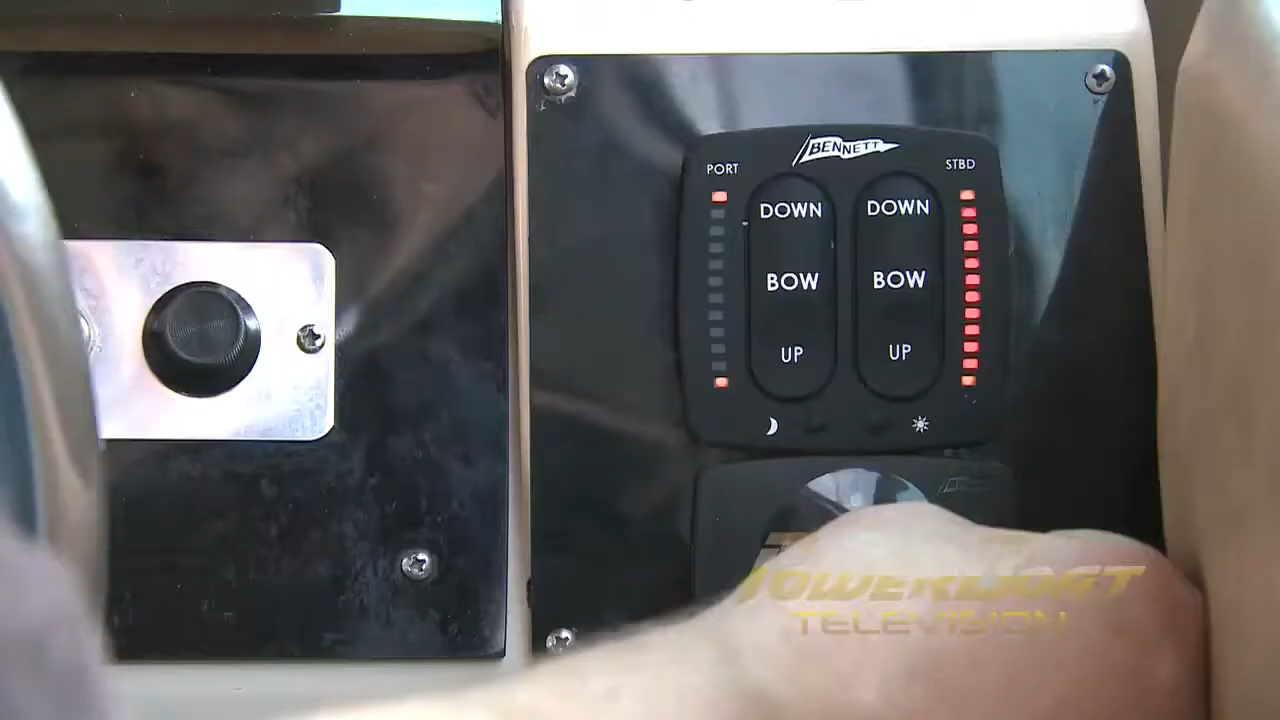 BENNETT
PORT
STBD
DOWN
DOWN
BOW
BOW
UP
UP
POWERBOAT
TELEVISION